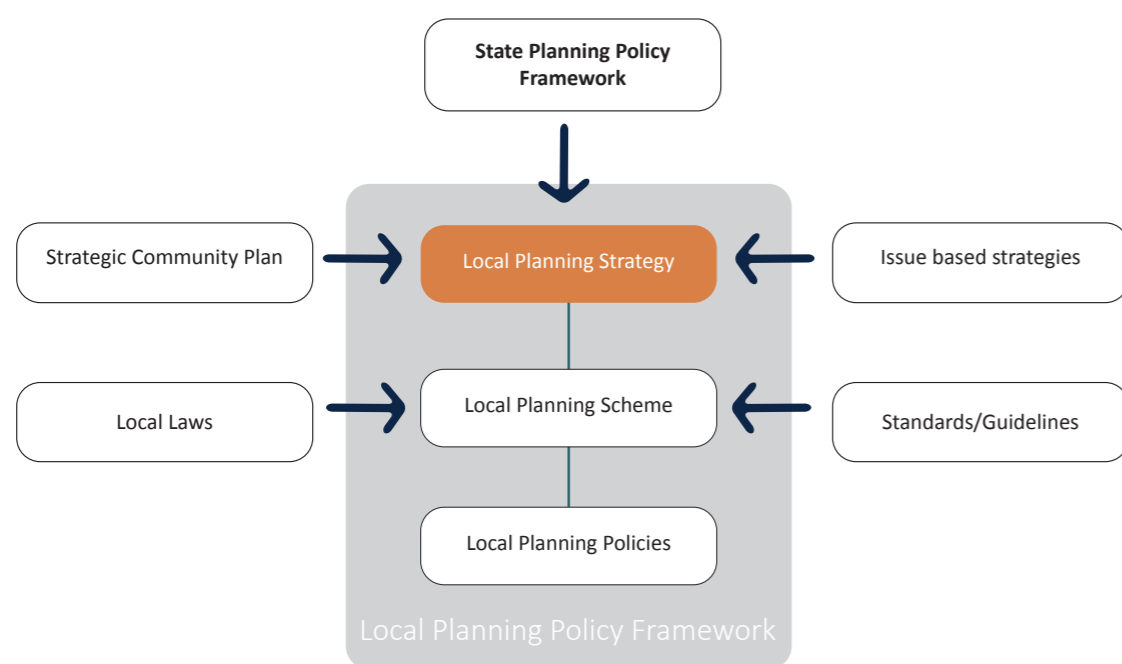 State Planning Policy
Framework
Strategic Community Plan
Local Planning Strategy
Issue based strategies
Local Laws
Local Planning Scheme
Standards/Guidelines
Local Planning Policies
Local Planning Policy Framework